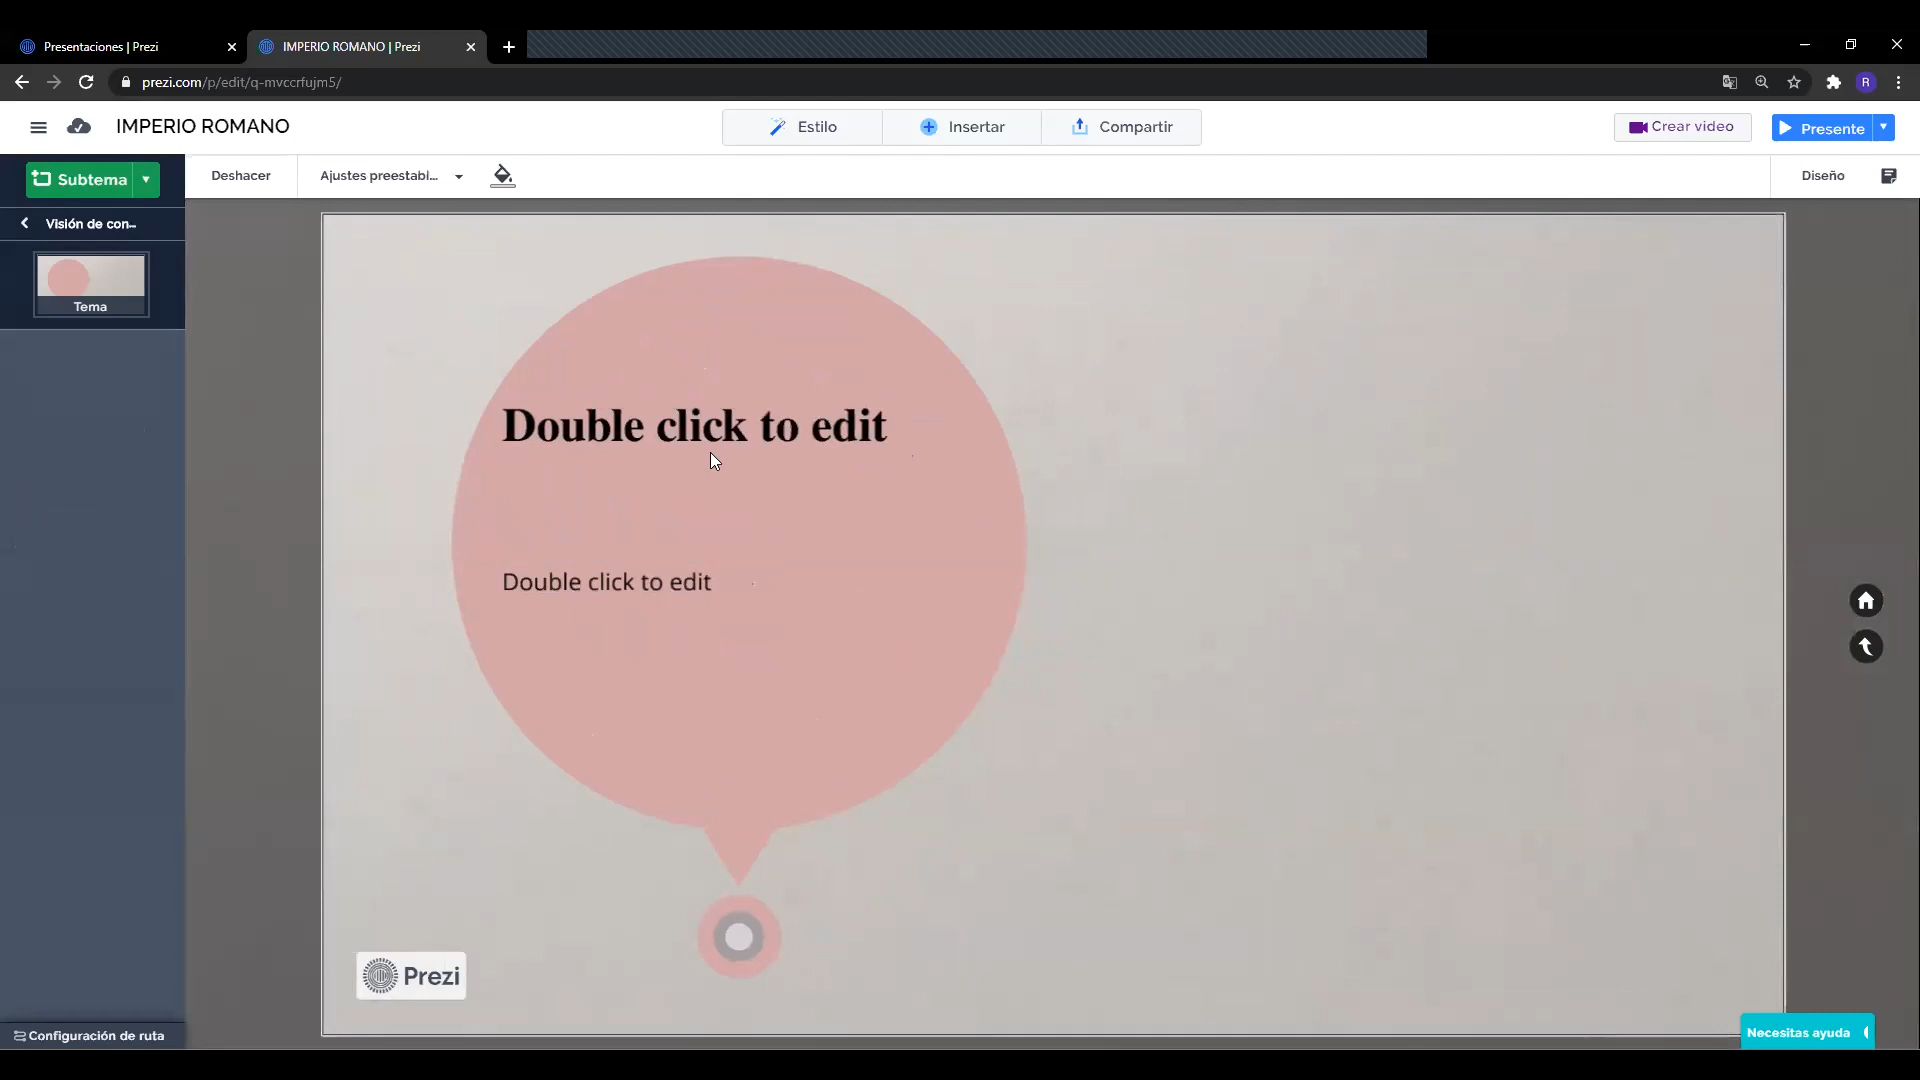 Presentaciones | Prezi
IMPERIO ROMANO | Prezi
prezi.com/p/edit/q-mvccrfujm5/
R
IMPERIO ROMANO
Estilo
Insertar
Compartir
Crear video
Presente
Subtema
Deshacer
Ajustes preestabl...
Diseño
Visión de con...
Tema
Double click to edit
Double click to edit
Prezi
Configuración de ruta
Necesitas ayuda